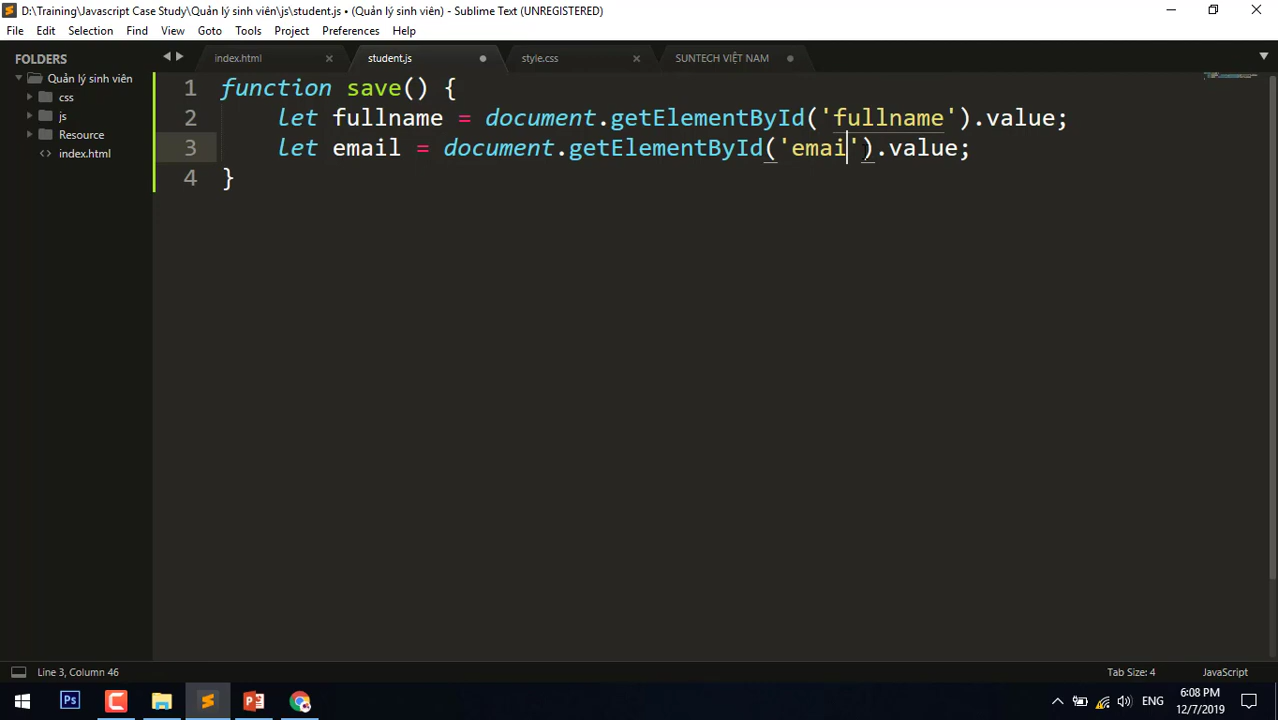 D:\Training\Javascript Case Study\Quản lý sinh viên\js\student.js • (Quản lý sinh viên) - Sublime Text (UNREGISTERED)
File Edit Selection Find View Goto Tools Project Preferences Help
FOLDERS
Quản lý sinh viên
css
js
Resource
index.html
index.html student.js style.css SUNTECH VIỆT NAM
1 function save() {
2 let fullname = document.getElementById('fullname').value;
3 let email = document.getElementById('emai').value;
4 }
Line 3, Column 46 Tab Size: 4 JavaScript
Ps ENG 6:08 PM
12/7/2019